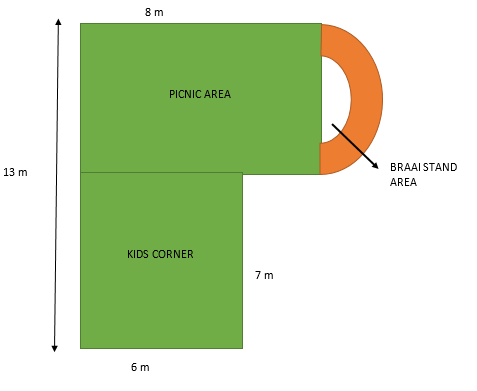 8 m
PICNIC AREA
13 m
BRAAI STAND
AREA
KIDS CORNER
7 m
6 m